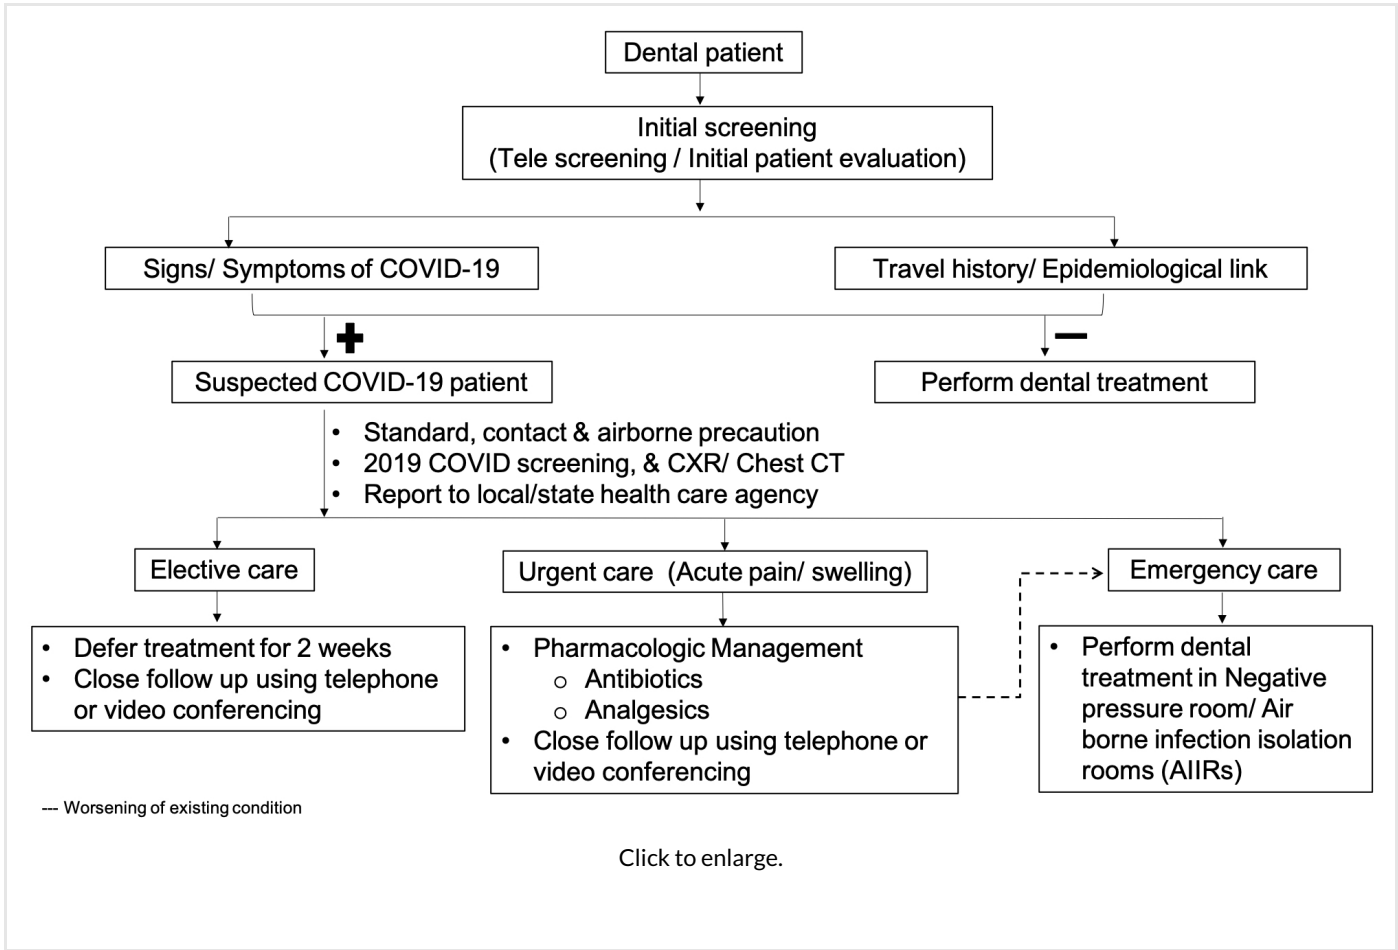 Dental patient
Initial screening
(Tele screening / Initial patient evaluation)
Signs/ Symptoms of COVID-19
Travel history/ Epidemiological link
+
−
Suspected COVID-19 patient
Perform dental treatment
• Standard, contact & airborne precaution
• 2019 COVID screening, & CXR/ Chest CT
• Report to local/state health care agency
Elective care
Urgent care (Acute pain/ swelling)
Emergency care
• Defer treatment for 2 weeks
• Close follow up using telephone
or video conferencing
• Pharmacologic Management
o Antibiotics
o Analgesics
• Close follow up using telephone or
video conferencing
• Perform dental
treatment in Negative
pressure room/ Air
borne infection isolation
rooms (AIIRs)
--- Worsening of existing condition
Click to enlarge.